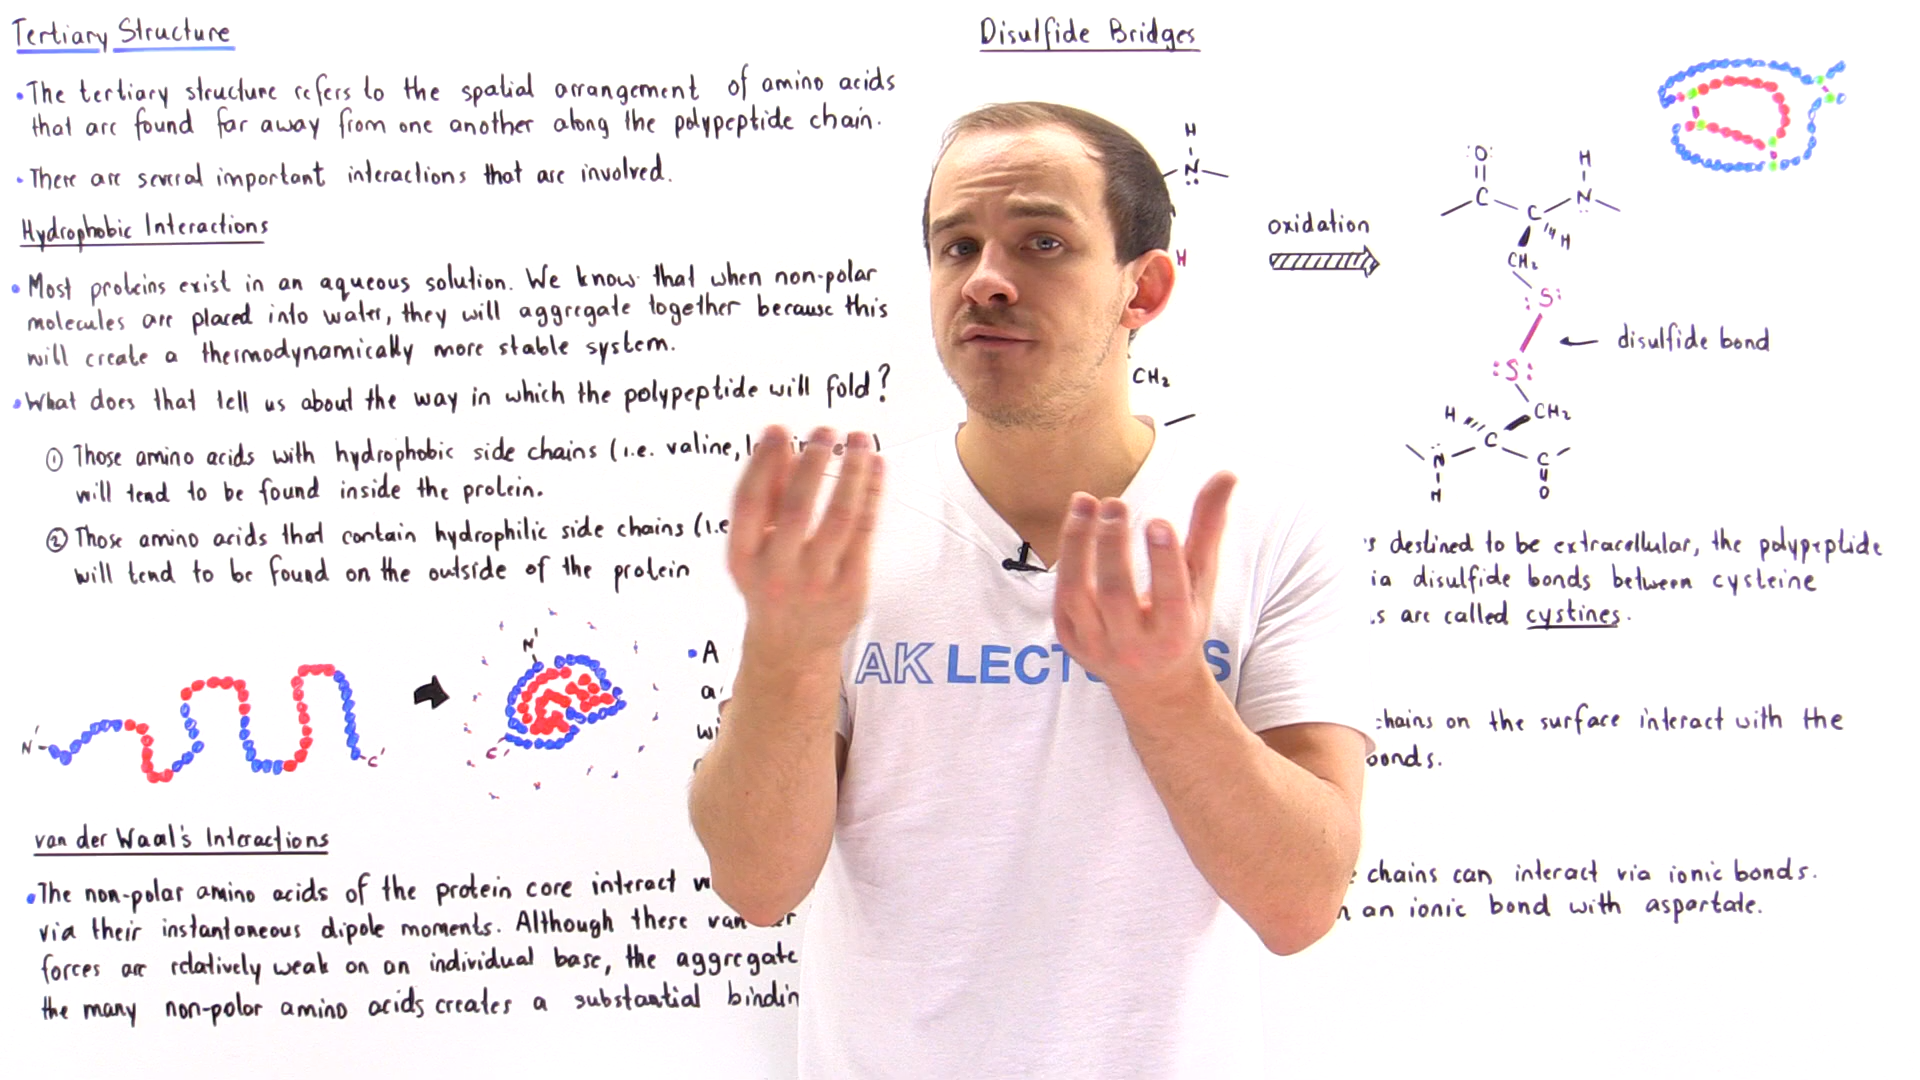 Tertiary Structure
• The tertiary structure refers to the spatial arrangement of amino acids
that are found far away from one another along the polypeptide chain.
• There are several important interactions that are involved.
Hydrophobic Interactions
• Most proteins exist in an aqueous solution. We know that when non-polar
molecules are placed into water, they will aggregate together because this
will create a thermodynamically more stable system.
• What does that tell us about the way in which the polypeptide will fold?
① Those amino acids with hydrophobic side chains (i.e. valine,
will tend to be found inside the protein.
② Those amino acids that contain hydrophilic side chains (i.e
will tend to be found on the outside of the protein
N'
C'
N'
C'
• A
van der Waal's Interactions
• The non-polar amino acids of the protein core interact
via their instantaneous dipole moments. Although these van
forces are relatively weak on an individual base, the aggregate
the many non-polar amino acids creates a substantial
Disulfide Bridges
H
N
H
CH₂
oxidation
:O:
C
C
H
N
H
CH₂
:S:
:S:
disulfide bond
H
C
CH₂
N
H
C
O
destined to be extracellular, the polypeptide
disulfide bonds between cysteine
are called cystines.
chains on the surface interact with the
bonds.
chains can interact via ionic bonds.
an ionic bond with aspartate.
AK LECTURES